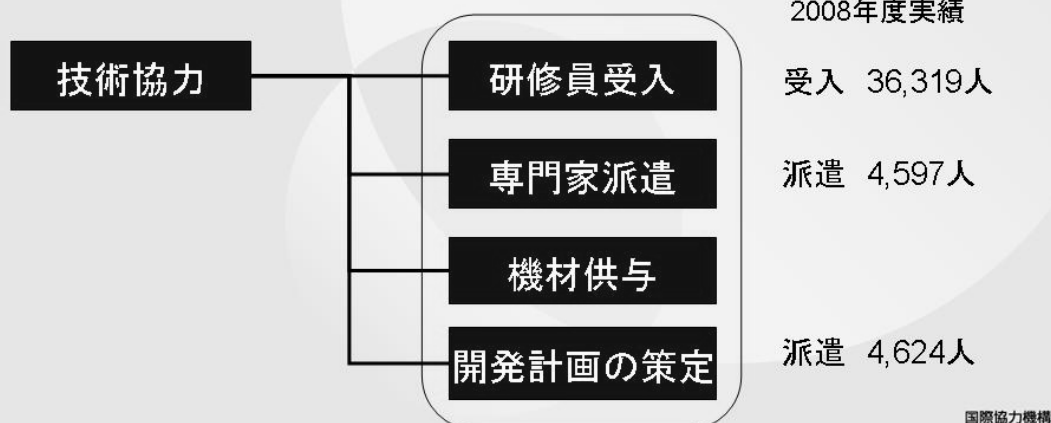 2008年度実績
技術協力
研修員受入
受入 36,319人
専門家派遣
派遣 4,597人
機材供与
開発計画の策定
派遣 4,624人
国際協力機構